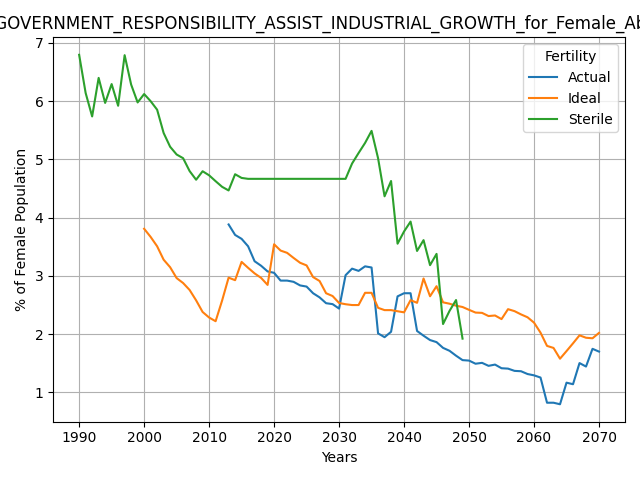 GOVERNMENT_RESPONSIBILITY_ASSIST_INDUSTRIAL_GROWTH_for_Female_Ab
Fertility
Actual
Ideal
Sterile
% of Female Population
7
6
5
4
3
2
1
1990 2000 2010 2020 2030 2040 2050 2060 2070
Years